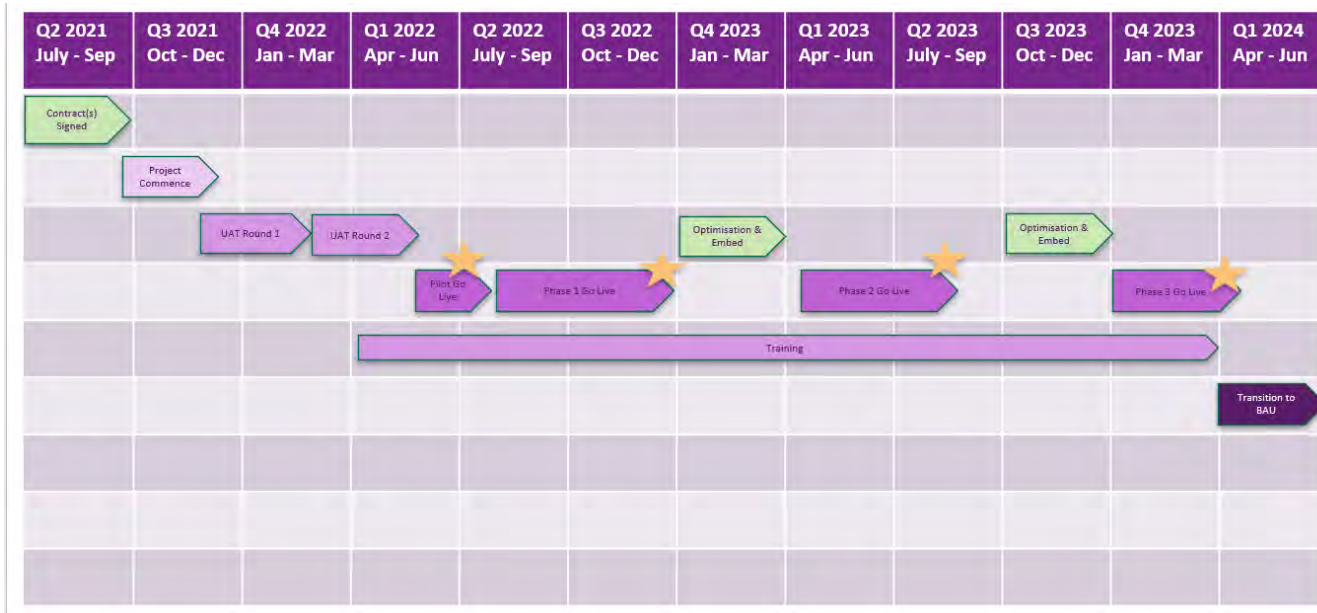 Q2 2021
July - Sep
Q3 2021
Oct - Dec
Q4 2022
Jan - Mar
Q1 2022
Apr - Jun
Q2 2022
July - Sep
Q3 2022
Oct - Dec
Q4 2023
Jan - Mar
Q1 2023
Apr - Jun
Q2 2023
July - Sep
Q3 2023
Oct - Dec
Q4 2023
Jan - Mar
Q1 2024
Apr - Jun
Contract(s)
Signed
Project
Commence
UAT Round 1
UAT Round 2
Optimisation &
Embed
Optimisation &
Embed
Pilot Go
Live
Phase 1 Go Live
Phase 2 Go Live
Phase 3 Go Live
Training
Transition to
BAU